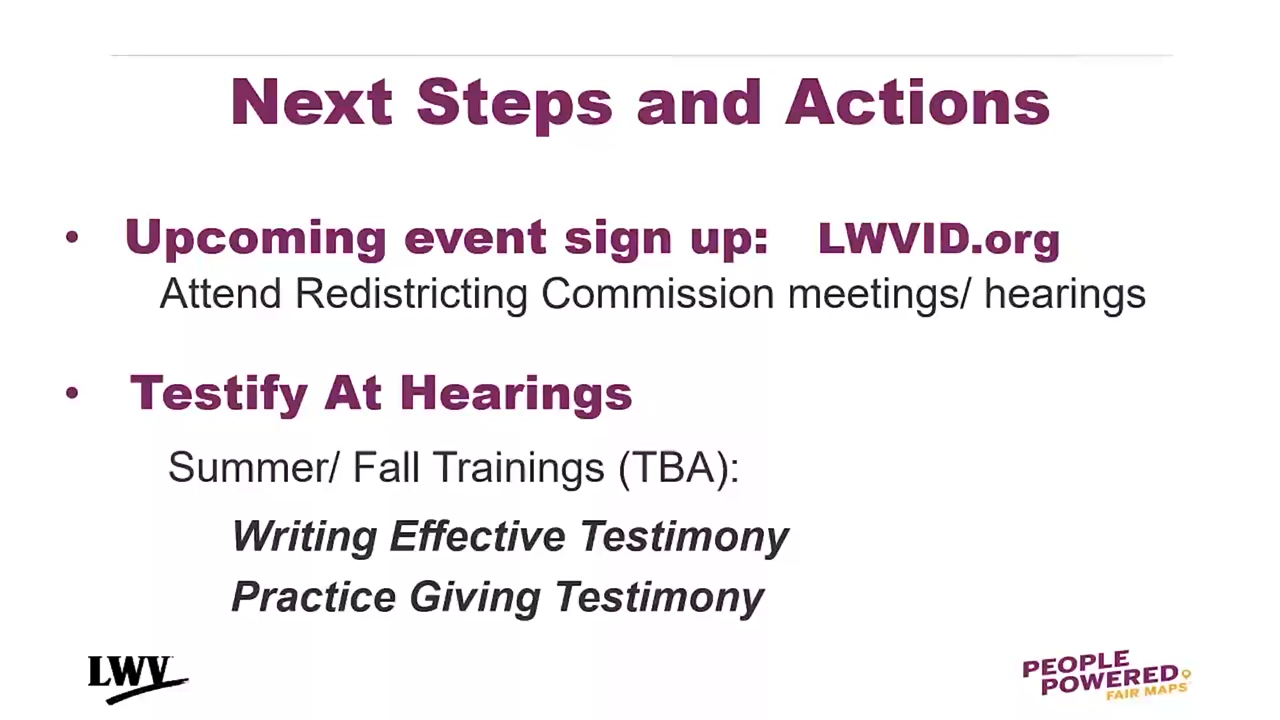 Next Steps and Actions
• Upcoming event sign up: LWVID.org
Attend Redistricting Commission meetings/ hearings
• Testify At Hearings
Summer/ Fall Trainings (TBA):
Writing Effective Testimony
Practice Giving Testimony
LWV
PEOPLE
POWERED
FAIR MAPS